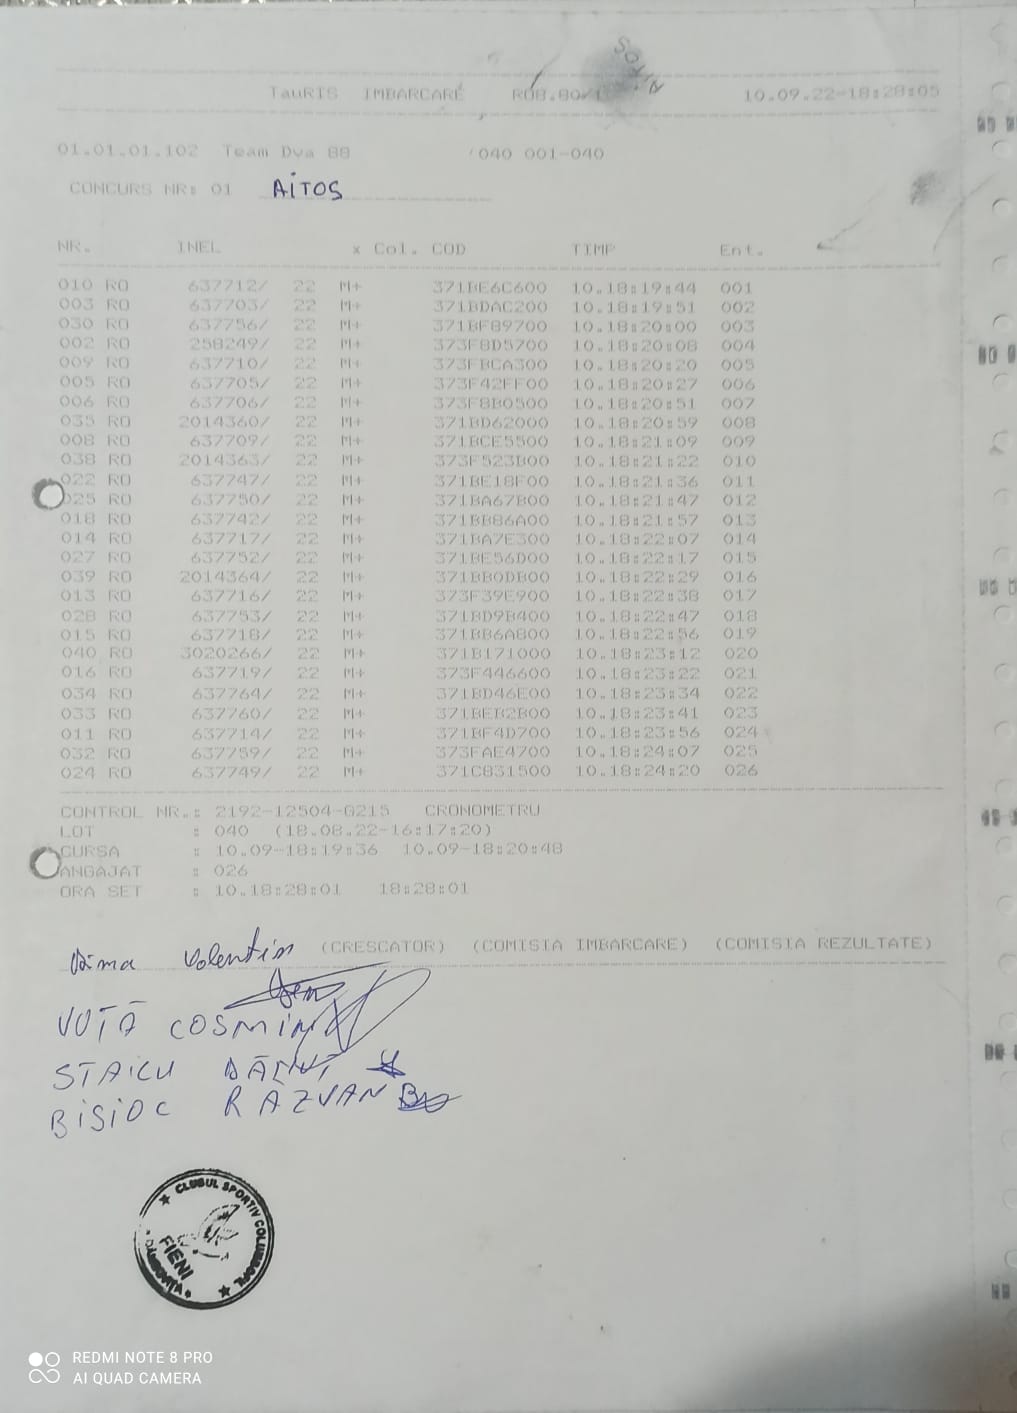 TauRIS IMBARCARE R08.80/ 10.09.22-18:28:05
01.01.01.102 Team Dva 88 040 001-040
CONCURS NR: 01 AITOS
NR. INEL x Col. COD TIMP Ent.
010 RO 637712/ 22 M+ 371BE6C600 10.18:19:44 001
003 RO 637703/ 22 M+ 371BDAC200 10.18:19:51 002
030 RO 637756/ 22 M+ 371BF89700 10.18:20:00 003
002 RO 258249/ 22 M+ 373F8D5700 10.18:20:08 004
009 RO 637710/ 22 M+ 373FBCA300 10.18:20:20 005
005 RO 637705/ 22 M+ 373F42FF00 10.18:20:27 006
006 RO 637706/ 22 M+ 373F8B0500 10.18:20:51 007
035 RO 2014360/ 22 M+ 371BD62000 10.18:20:59 008
008 RO 637709/ 22 M+ 371BCE5500 10.18:21:09 009
038 RO 2014363/ 22 M+ 373F523B00 10.18:21:22 010
022 RO 637747/ 22 M+ 371BE18F00 10.18:21:36 011
025 RO 637750/ 22 M+ 371BA67B00 10.18:21:47 012
018 RO 637742/ 22 M+ 371BB86A00 10.18:21:57 013
014 RO 637717/ 22 M+ 371BA7E300 10.18:22:07 014
027 RO 637752/ 22 M+ 371BE56D00 10.18:22:17 015
039 RO 2014364/ 22 M+ 371BB0DB00 10.18:22:29 016
013 RO 637716/ 22 M+ 373F39E900 10.18:22:38 017
028 RO 637753/ 22 M+ 371BD9B400 10.18:22:47 018
015 RO 637718/ 22 M+ 371BB6A800 10.18:22:56 019
040 RO 3020266/ 22 M+ 371B171000 10.18:23:12 020
016 RO 637719/ 22 M+ 373F446600 10.18:23:22 021
034 RO 637764/ 22 M+ 371BD46E00 10.18:23:34 022
033 RO 637760/ 22 M+ 371BEB2B00 10.18:23:41 023
011 RO 637714/ 22 M+ 371BF4D700 10.18:23:56 024
032 RO 637759/ 22 M+ 373FAE4700 10.18:24:07 025
024 RO 637749/ 22 M+ 371C831500 10.18:24:20 026
CONTROL NR.: 2192-12504-G215 CRONOMETRU
LOT : 040 (18.08.22-16:17:20)
CURSA : 10.09-18:19:36 10.09-18:20:48
ANGAJAT : 026
ORA SET : 10.18:28:01 18:28:01
(CRESCATOR) (COMISIA IMBARCARE) (COMISIA REZULTATE)
Dima Valentin
VOTĂ COSMIN
STAICU DĂNUȚ
BISIOC RAZVAN
CLUBUL SPORTIV COLUMBOFIL
FIENI
DÂMBOVIȚA
REDMI NOTE 8 PRO
AI QUAD CAMERA